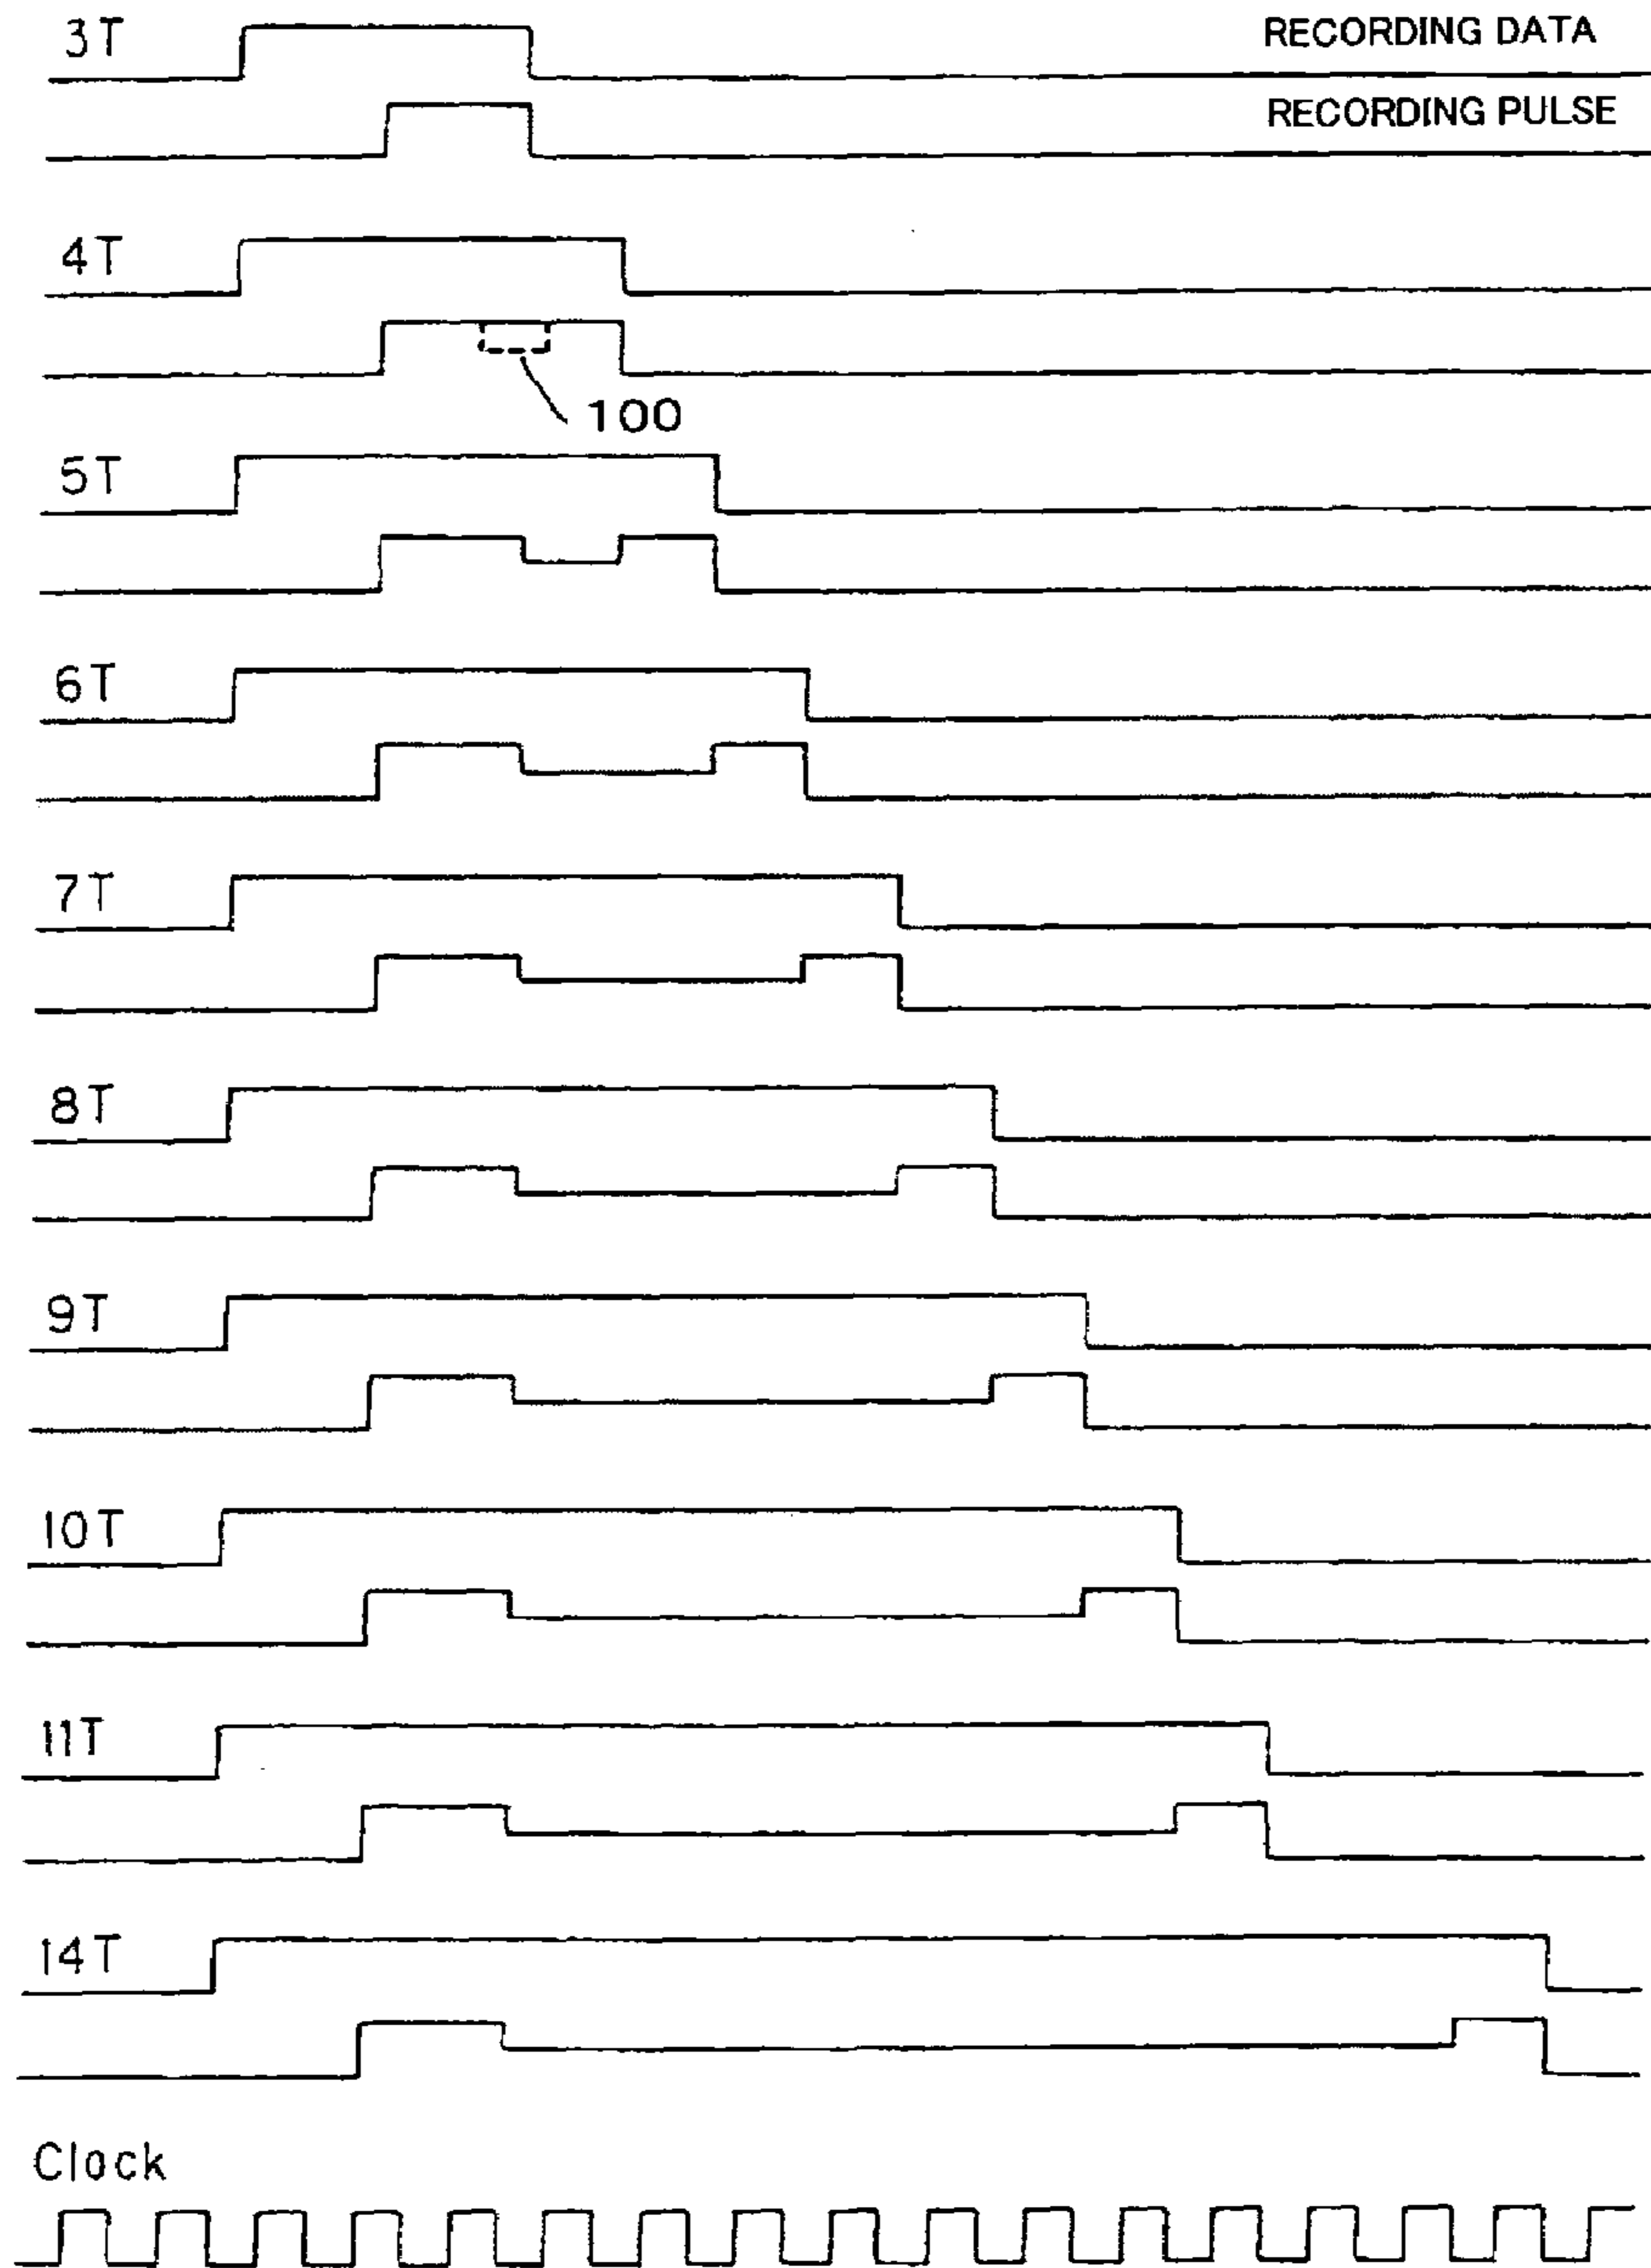 3T RECORDING DATA
RECORDING PULSE
4T
100
5T
6T
7T
8T
9T
10T
11T
14T
Clock